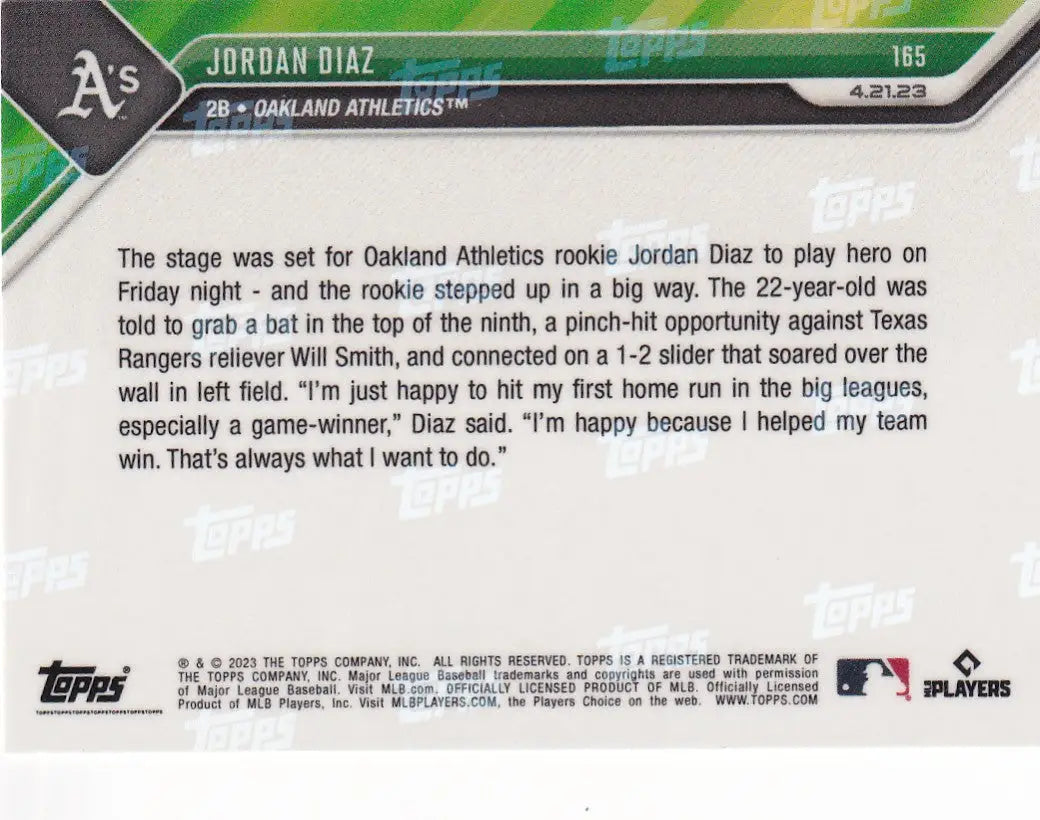 A's
JORDAN DIAZ
165
4.21.23
2B • OAKLAND ATHLETICS™
The stage was set for Oakland Athletics rookie Jordan Diaz to play hero on
Friday night - and the rookie stepped up in a big way. The 22-year-old was
told to grab a bat in the top of the ninth, a pinch-hit opportunity against Texas
Rangers reliever Will Smith, and connected on a 1-2 slider that soared over the
wall in left field. “I’m just happy to hit my first home run in the big leagues,
especially a game-winner,” Diaz said. “I’m happy because I helped my team
win. That’s always what I want to do.”
Topps®
TOPPSTOPPSTOPPSTOPPSTOPPSTOPPSTOPPS
® & © 2023 THE TOPPS COMPANY, INC. ALL RIGHTS RESERVED. TOPPS IS A REGISTERED TRADEMARK OF
THE TOPPS COMPANY, INC. Major League Baseball trademarks and copyrights are used with permission
of Major League Baseball. Visit MLB.com. OFFICIALLY LICENSED PRODUCT OF MLB. Officially Licensed
Product of MLB Players, Inc. Visit MLBPLAYERS.COM, the Players Choice on the web. WWW.TOPPS.COM
MLB PLAYERS